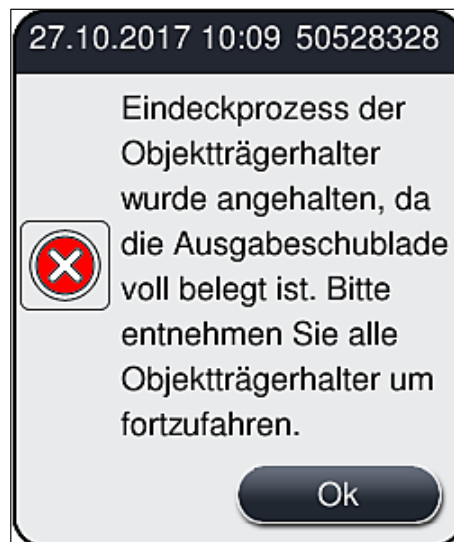 27.10.2017 10:09 50528328
Eindeckprozess der
Objektträgerhalter
wurde angehalten, da
die Ausgabeschublade
voll belegt ist. Bitte
entnehmen Sie alle
Objektträgerhalter um
fortzufahren.
Ok